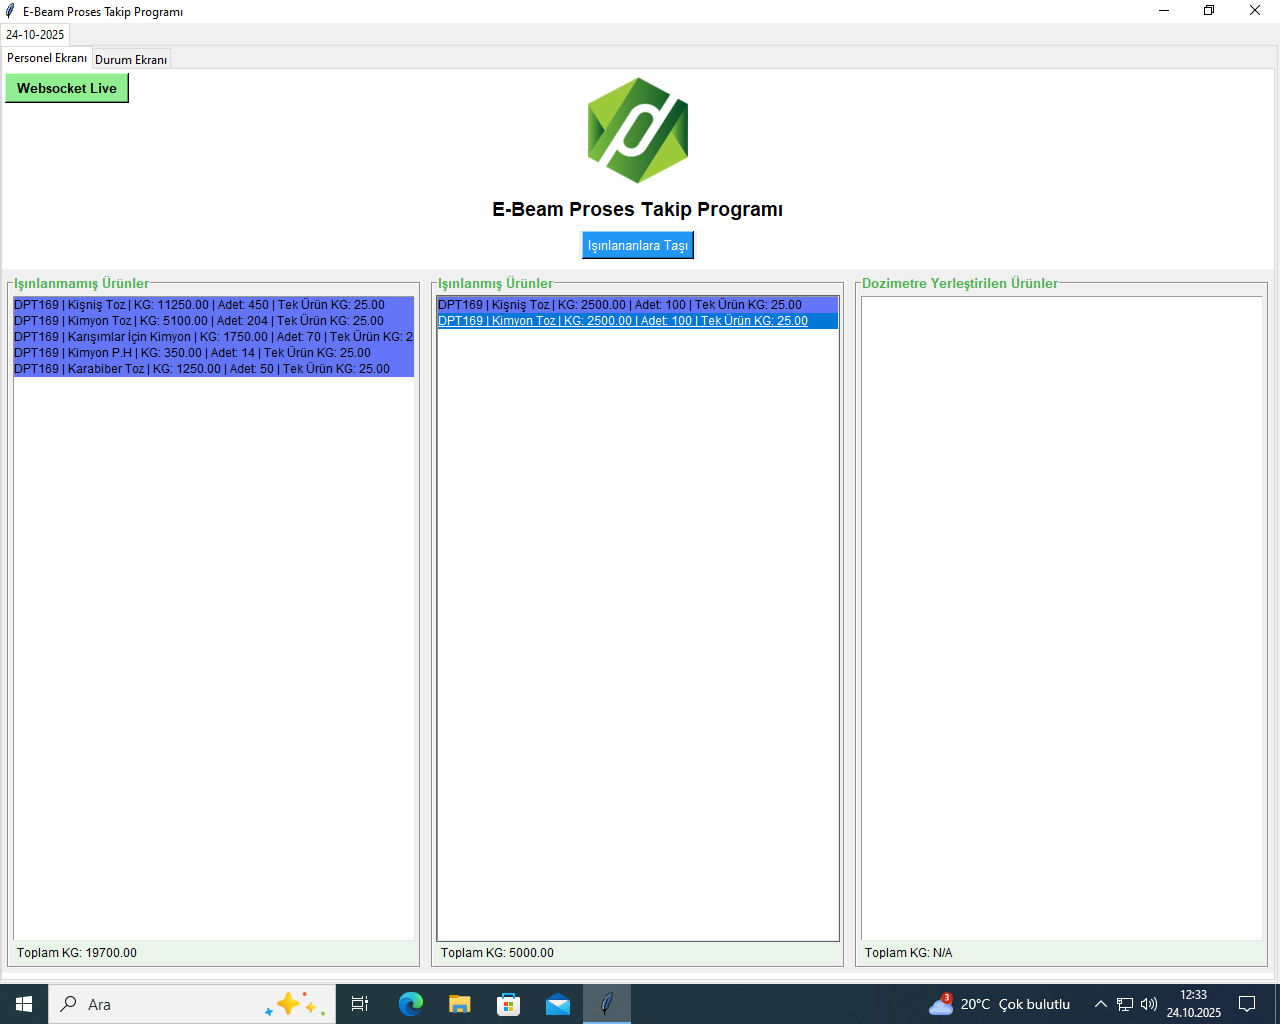 E-Beam Proses Takip Programı
24-10-2025
Personel Ekranı
Durum Ekranı
Websocket Live
E-Beam Proses Takip Programı
Işınlananlara Taşı
Işınlanmamış Ürünler
DPT169 | Kişniş Toz | KG: 11250.00 | Adet: 450 | Tek Ürün KG: 25.00
DPT169 | Kimyon Toz | KG: 5100.00 | Adet: 204 | Tek Ürün KG: 25.00
DPT169 | Karışımlar İçin Kimyon | KG: 1750.00 | Adet: 70 | Tek Ürün KG: 2
DPT169 | Kimyon P.H | KG: 350.00 | Adet: 14 | Tek Ürün KG: 25.00
DPT169 | Karabiber Toz | KG: 1250.00 | Adet: 50 | Tek Ürün KG: 25.00
Toplam KG: 19700.00
Işınlanmış Ürünler
DPT169 | Kişniş Toz | KG: 2500.00 | Adet: 100 | Tek Ürün KG: 25.00
DPT169 | Kimyon Toz | KG: 2500.00 | Adet: 100 | Tek Ürün KG: 25.00
Toplam KG: 5000.00
Dozimetre Yerleştirilen Ürünler
Toplam KG: N/A
Ara
3
20°C Çok bulutlu
12:33
24.10.2025